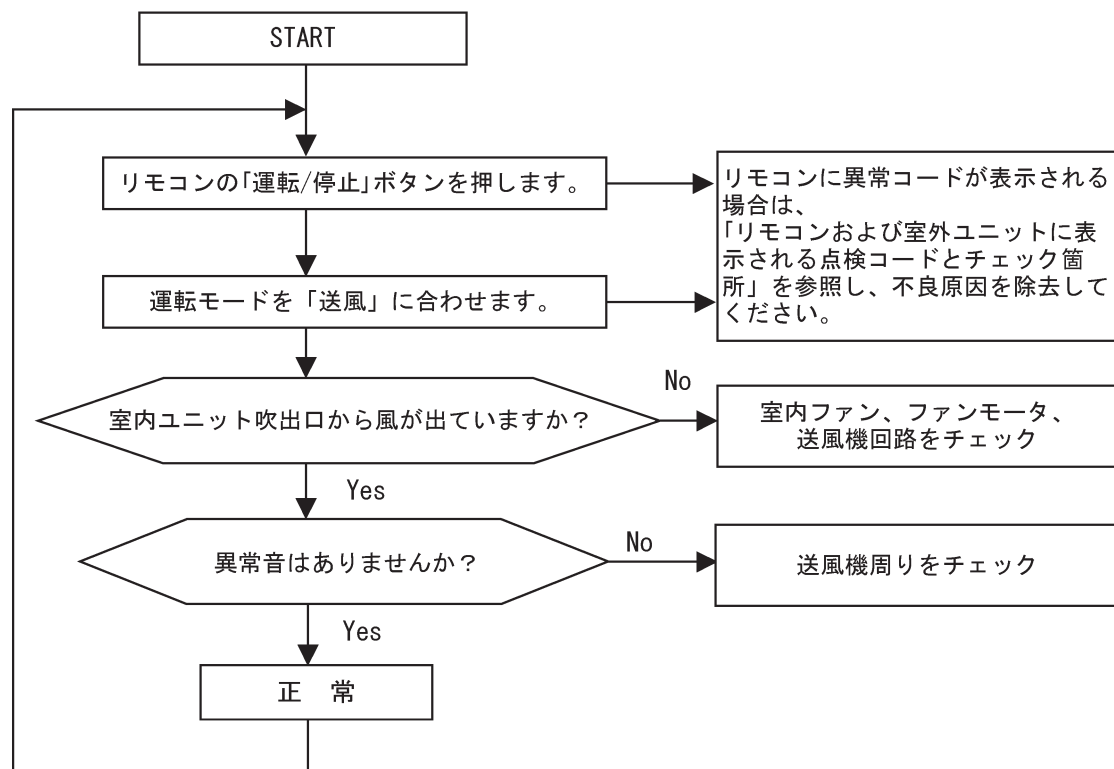 START
リモコンの「運転/停止」ボタンを押します。
リモコンに異常コードが表示される
場合は、
「リモコンおよび室外ユニットに表
示される点検コードとチェック箇
所」を参照し、不良原因を除去して
ください。
運転モードを「送風」に合わせます。
室内ユニット吹出口から風が出ていますか？
No
室内ファン、ファンモータ、
送風機回路をチェック
Yes
異常音はありませんか？
No
送風機周りをチェック
Yes
正　常